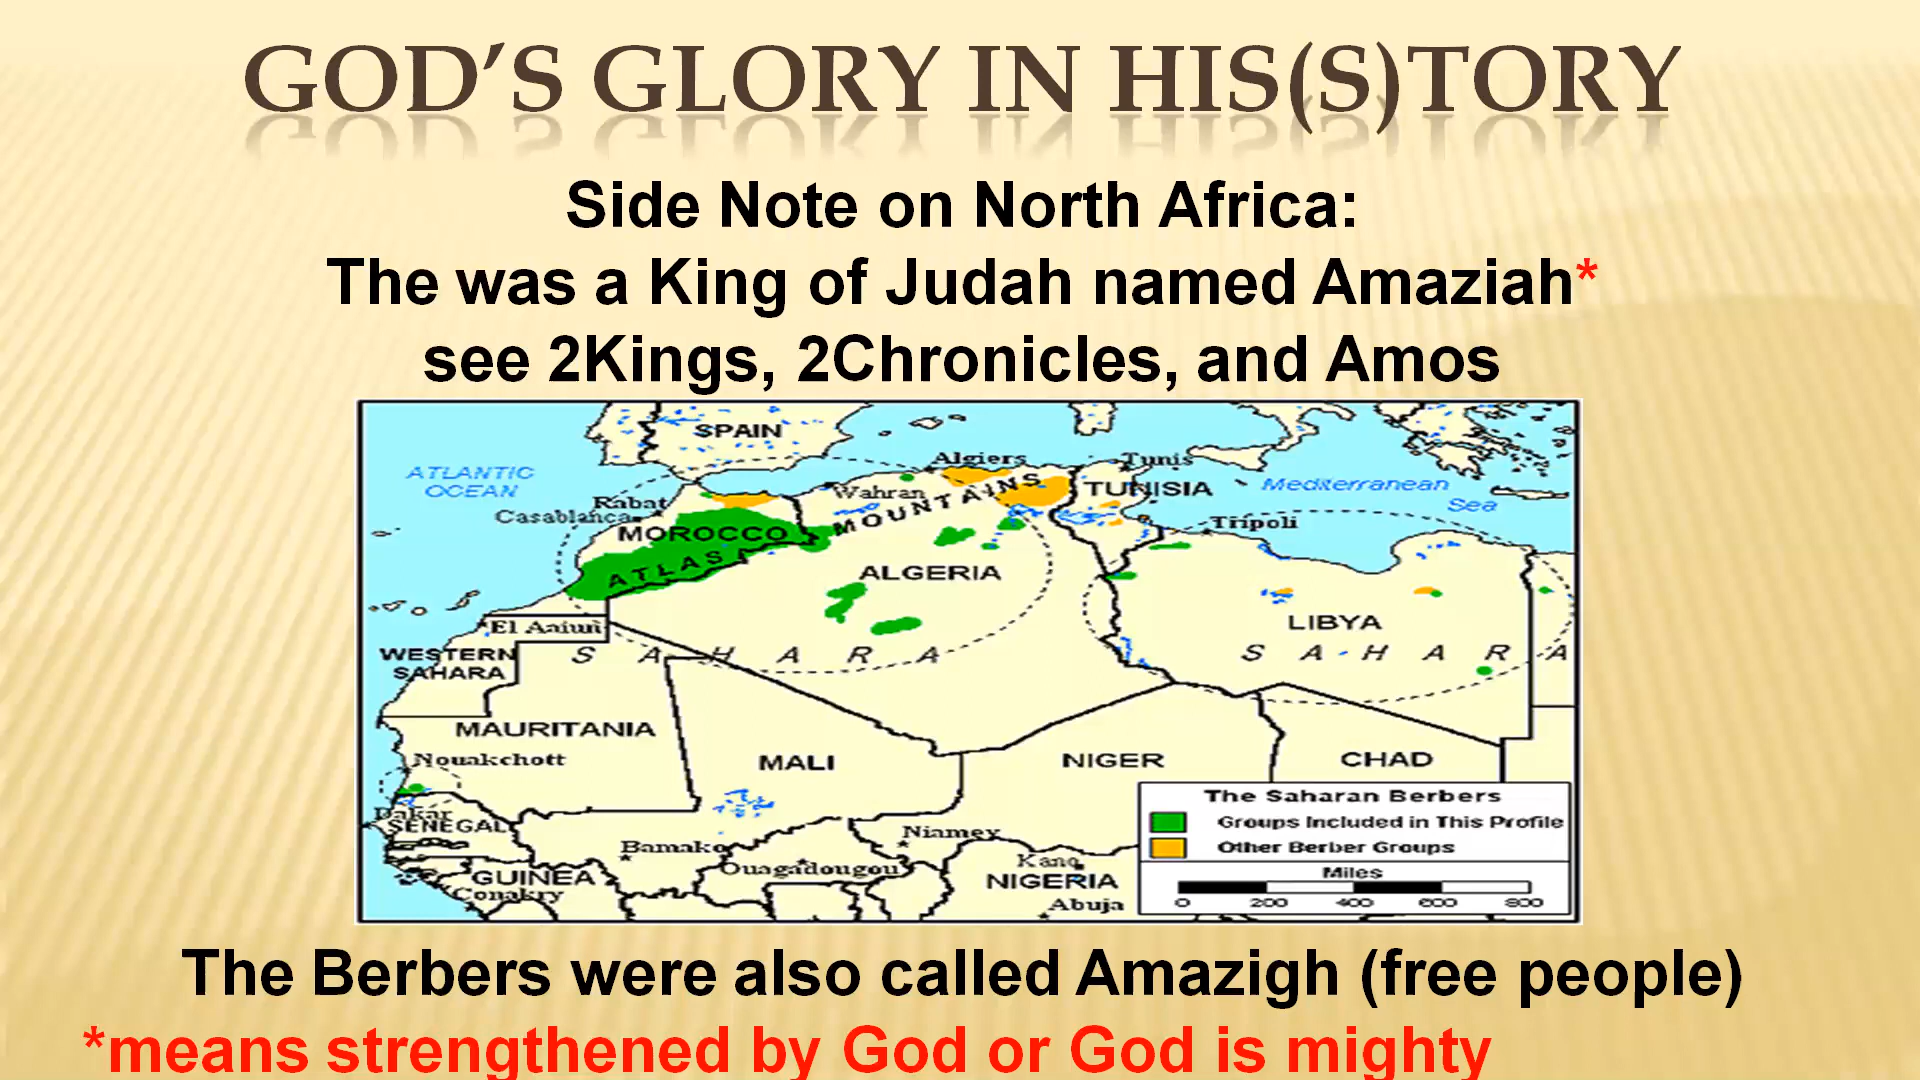 GOD'S GLORY IN HIS(S)TORY
Side Note on North Africa:
The was a King of Judah named Amaziah*
see 2Kings, 2Chronicles, and Amos
SPAIN
ATLANTIC
OCEAN
Algiers
Tunis
Rabat
Wahran
MOUNTAINS
TUNISIA
Mediterranean
Sea
Casablanca
Tripoli
MOROCCO
ATLAS
ALGERIA
LIBYA
El Aaiun
WESTERN
SAHARA
SAHARA
SAHARA
MAURITANIA
Nouakchott
MALI
NIGER
CHAD
Dakar
SENEGAL
Bamako
Niamey
Ouagadougou
Kano
GUINEA
NIGERIA
Conakry
Abuja
The Saharan Berbers
Groups Included in This Profile
Other Berber Groups
Miles
0 200 400 600 800
The Berbers were also called Amazigh (free people)
*means strengthened by God or God is mighty